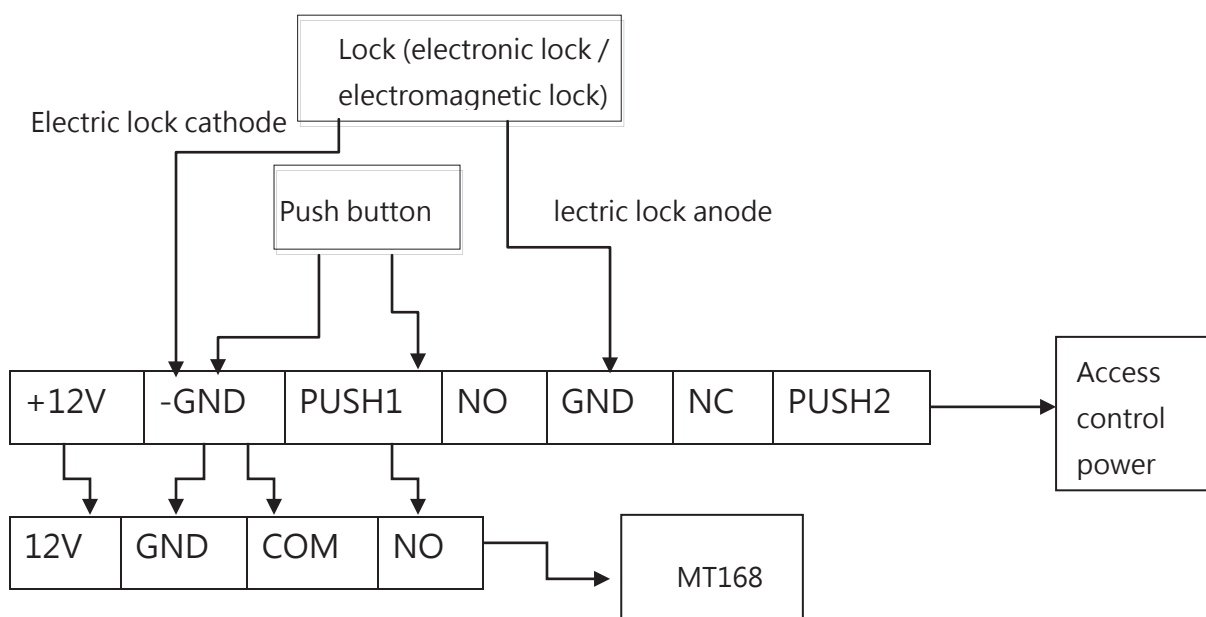 Lock (electronic lock /
electromagnetic lock)
Electric lock cathode
Push button
lectric lock anode
+12V -GND PUSH1 NO GND NC PUSH2
Access
control
power
12V GND COM NO
MT168